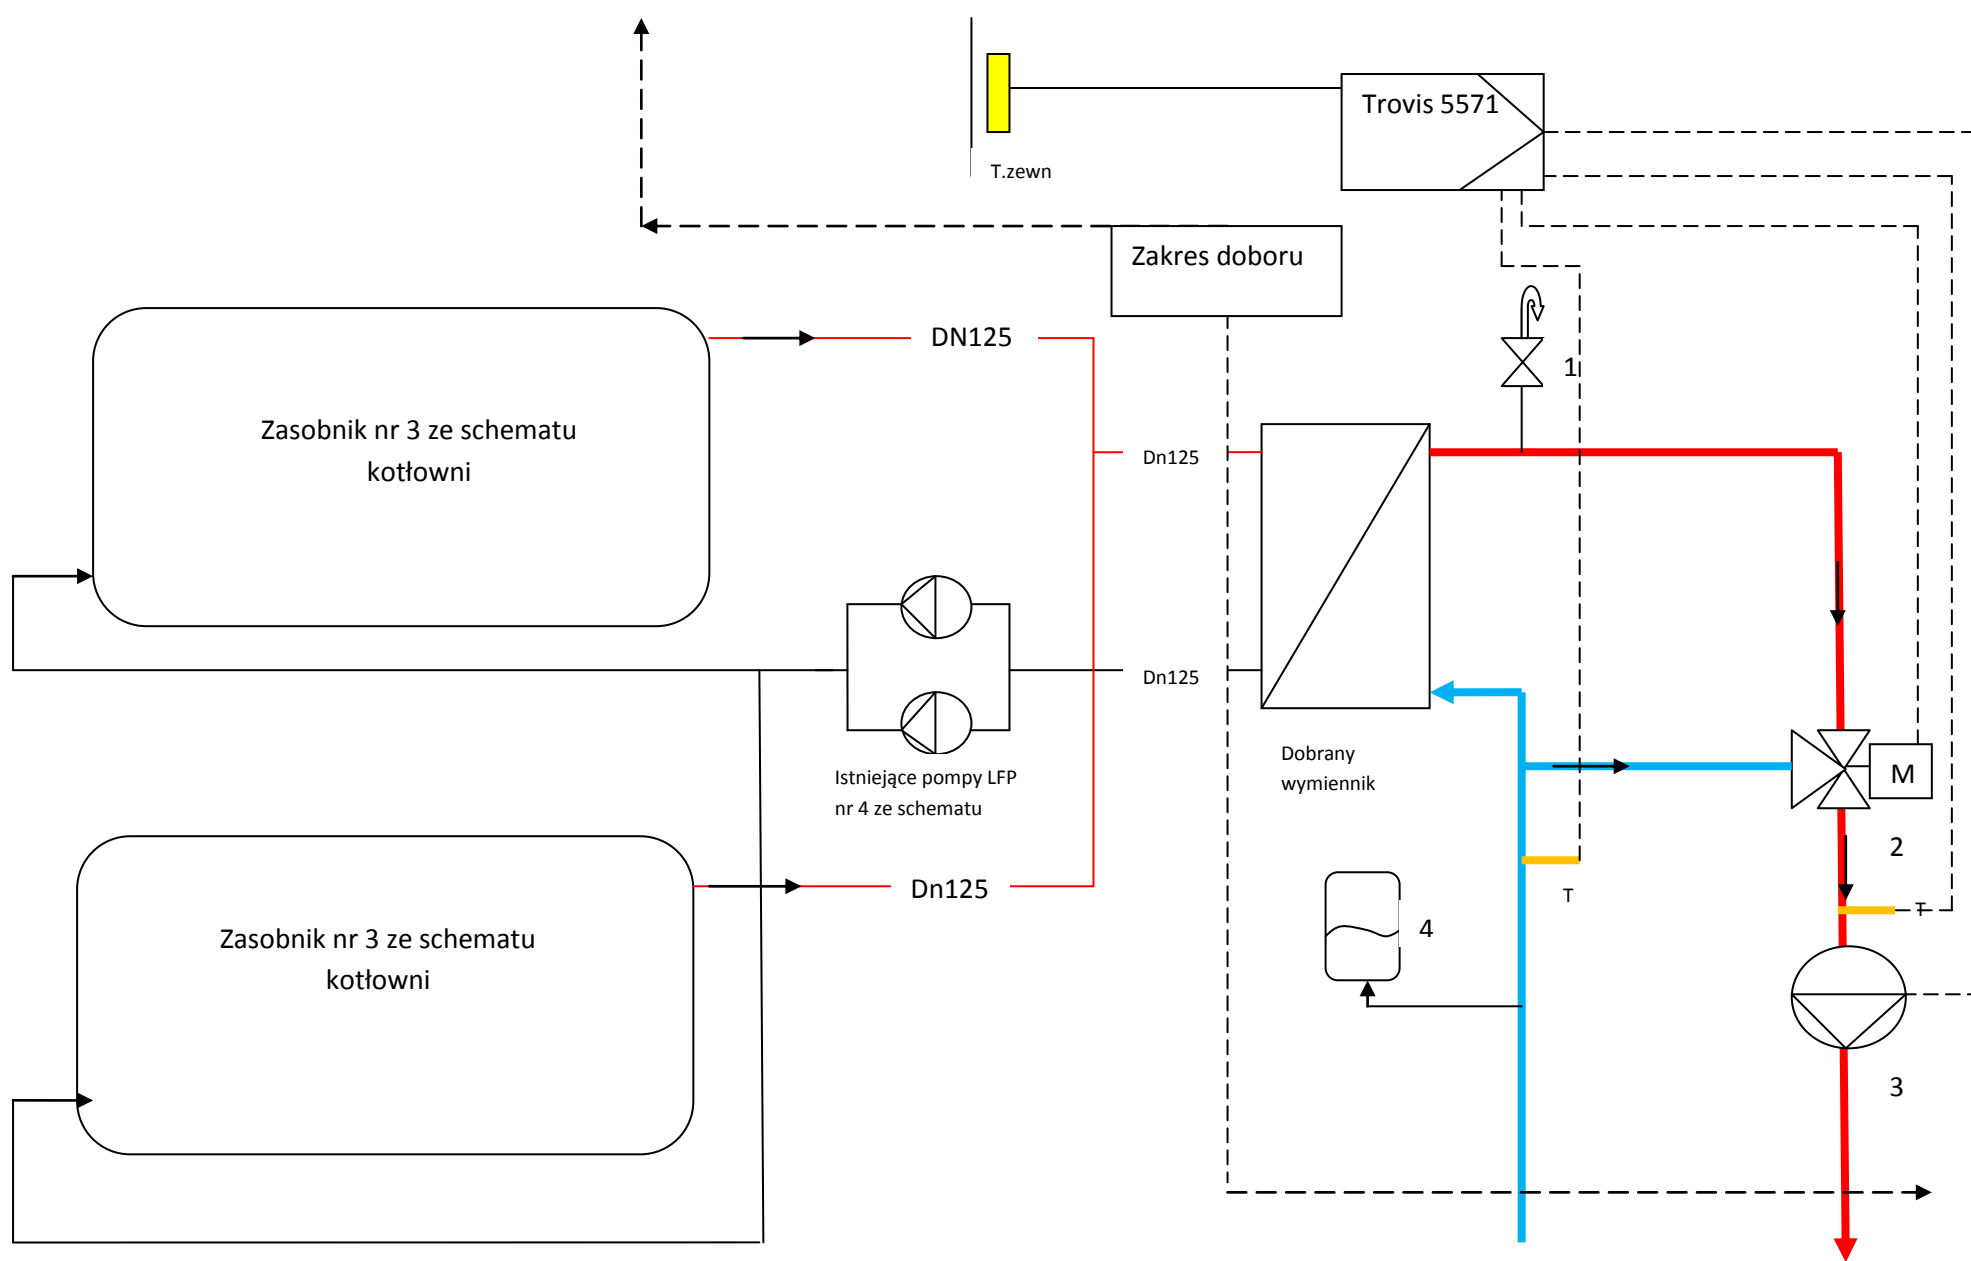 Trovis 5571
T.zewn
Zakres doboru
DN125
1
Zasobnik nr 3 ze schematu
kotłowni
Dn125
Dn125
Istniejące pompy LFP
nr 4 ze schematu
Dobrany
wymiennik
M
2
T
T
Dn125
4
Zasobnik nr 3 ze schematu
kotłowni
3